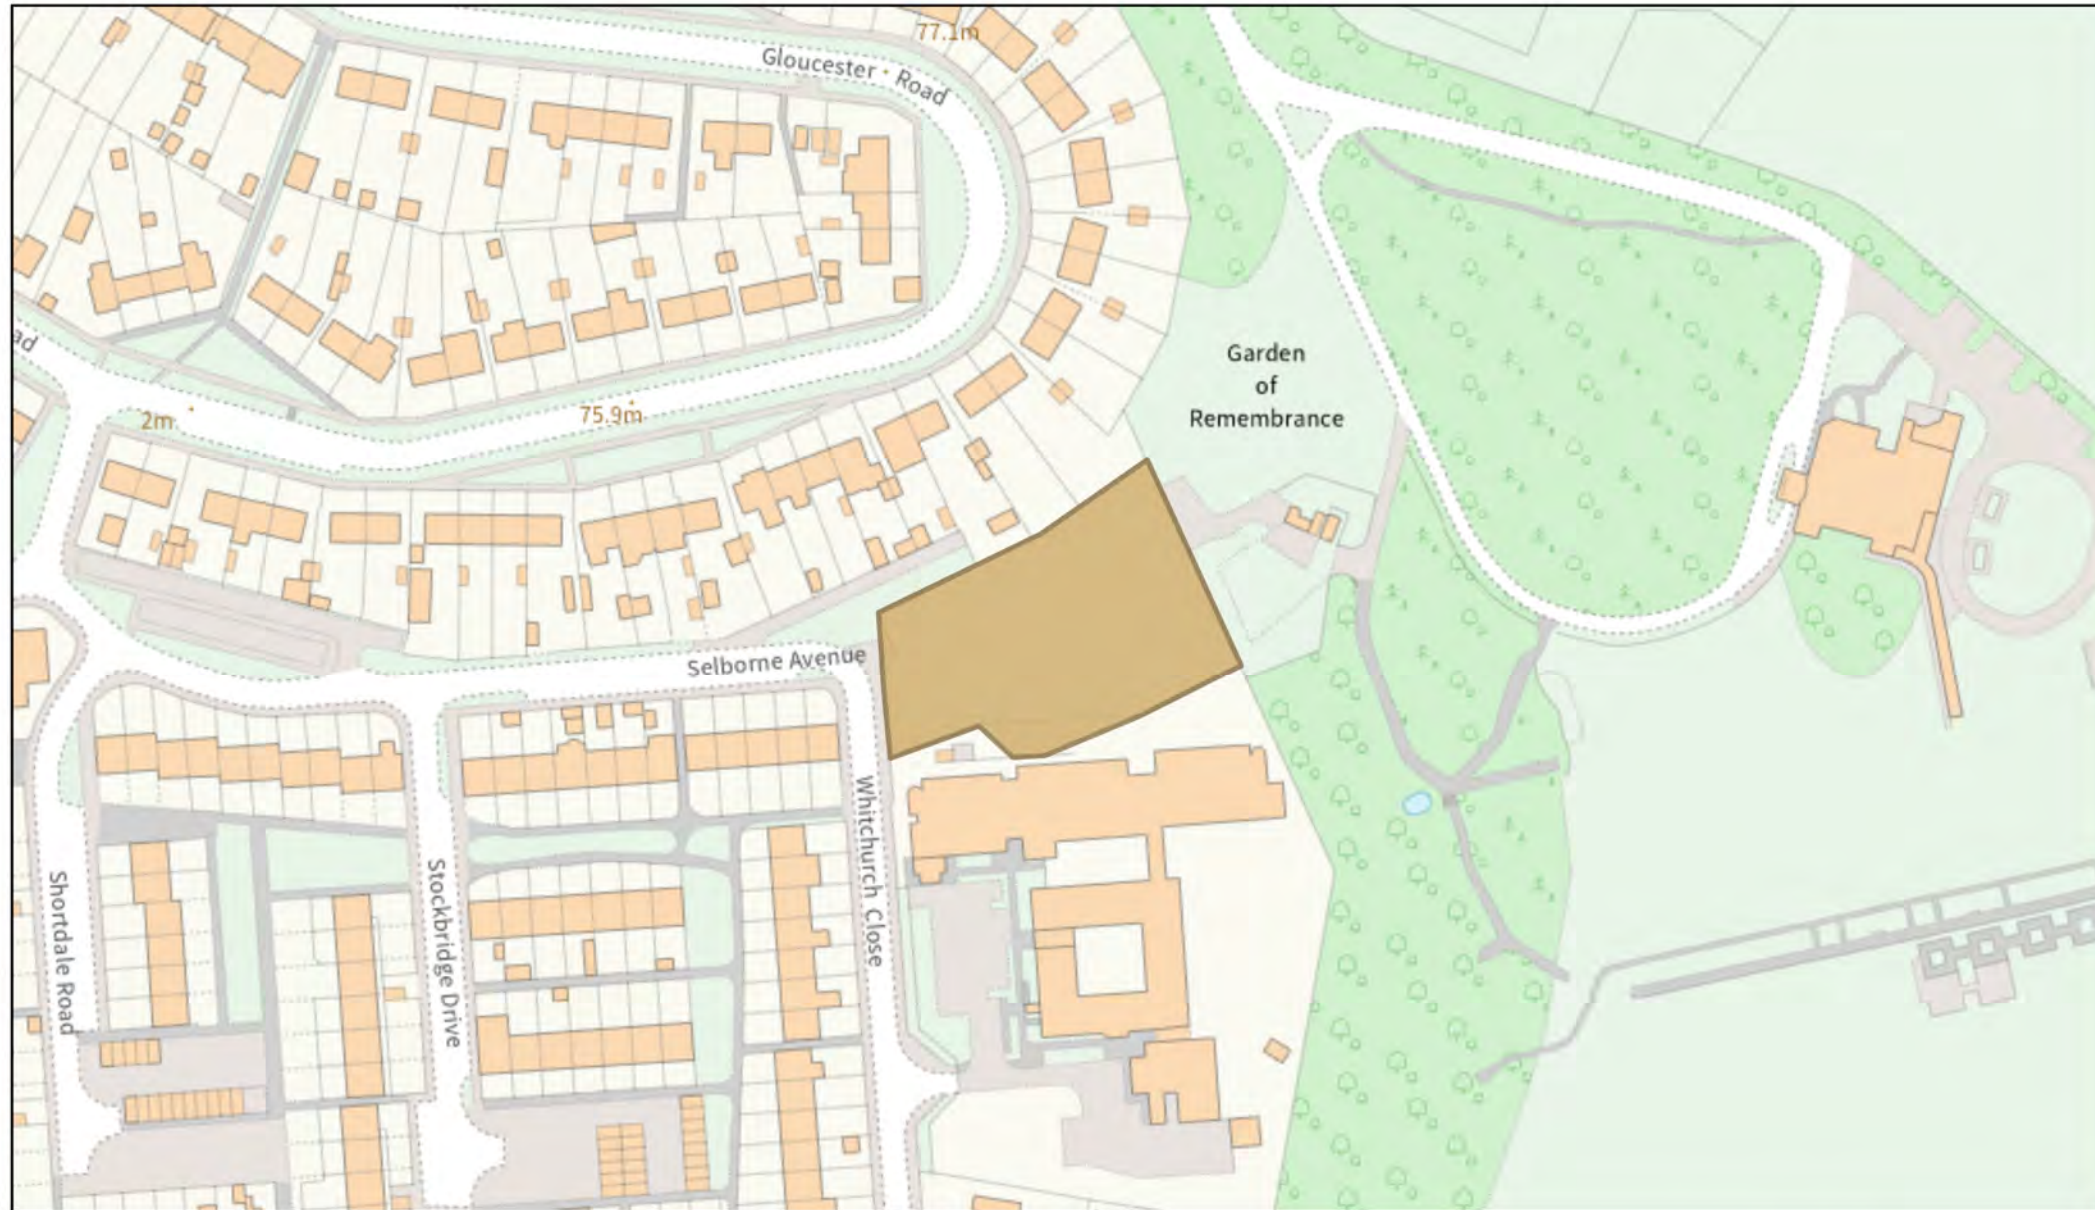 77.1m
Gloucester Road
Garden
of
Remembrance
ad
2m
75.9m
Selborne Avenue
Whitchurch Close
Stockbridge Drive
Shortdale Road